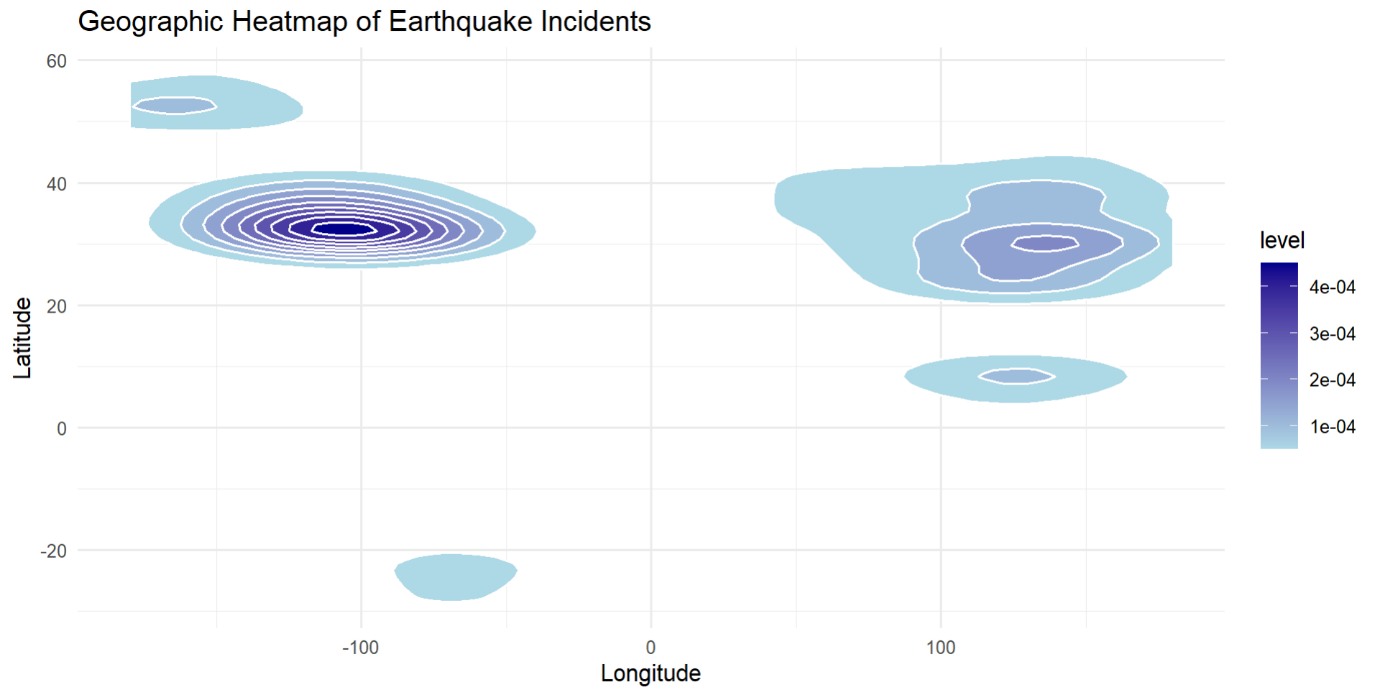 Geographic Heatmap of Earthquake Incidents
60
40
20
0
-20
Latitude
-100
0
100
Longitude
level
4e-04
3e-04
2e-04
1e-04